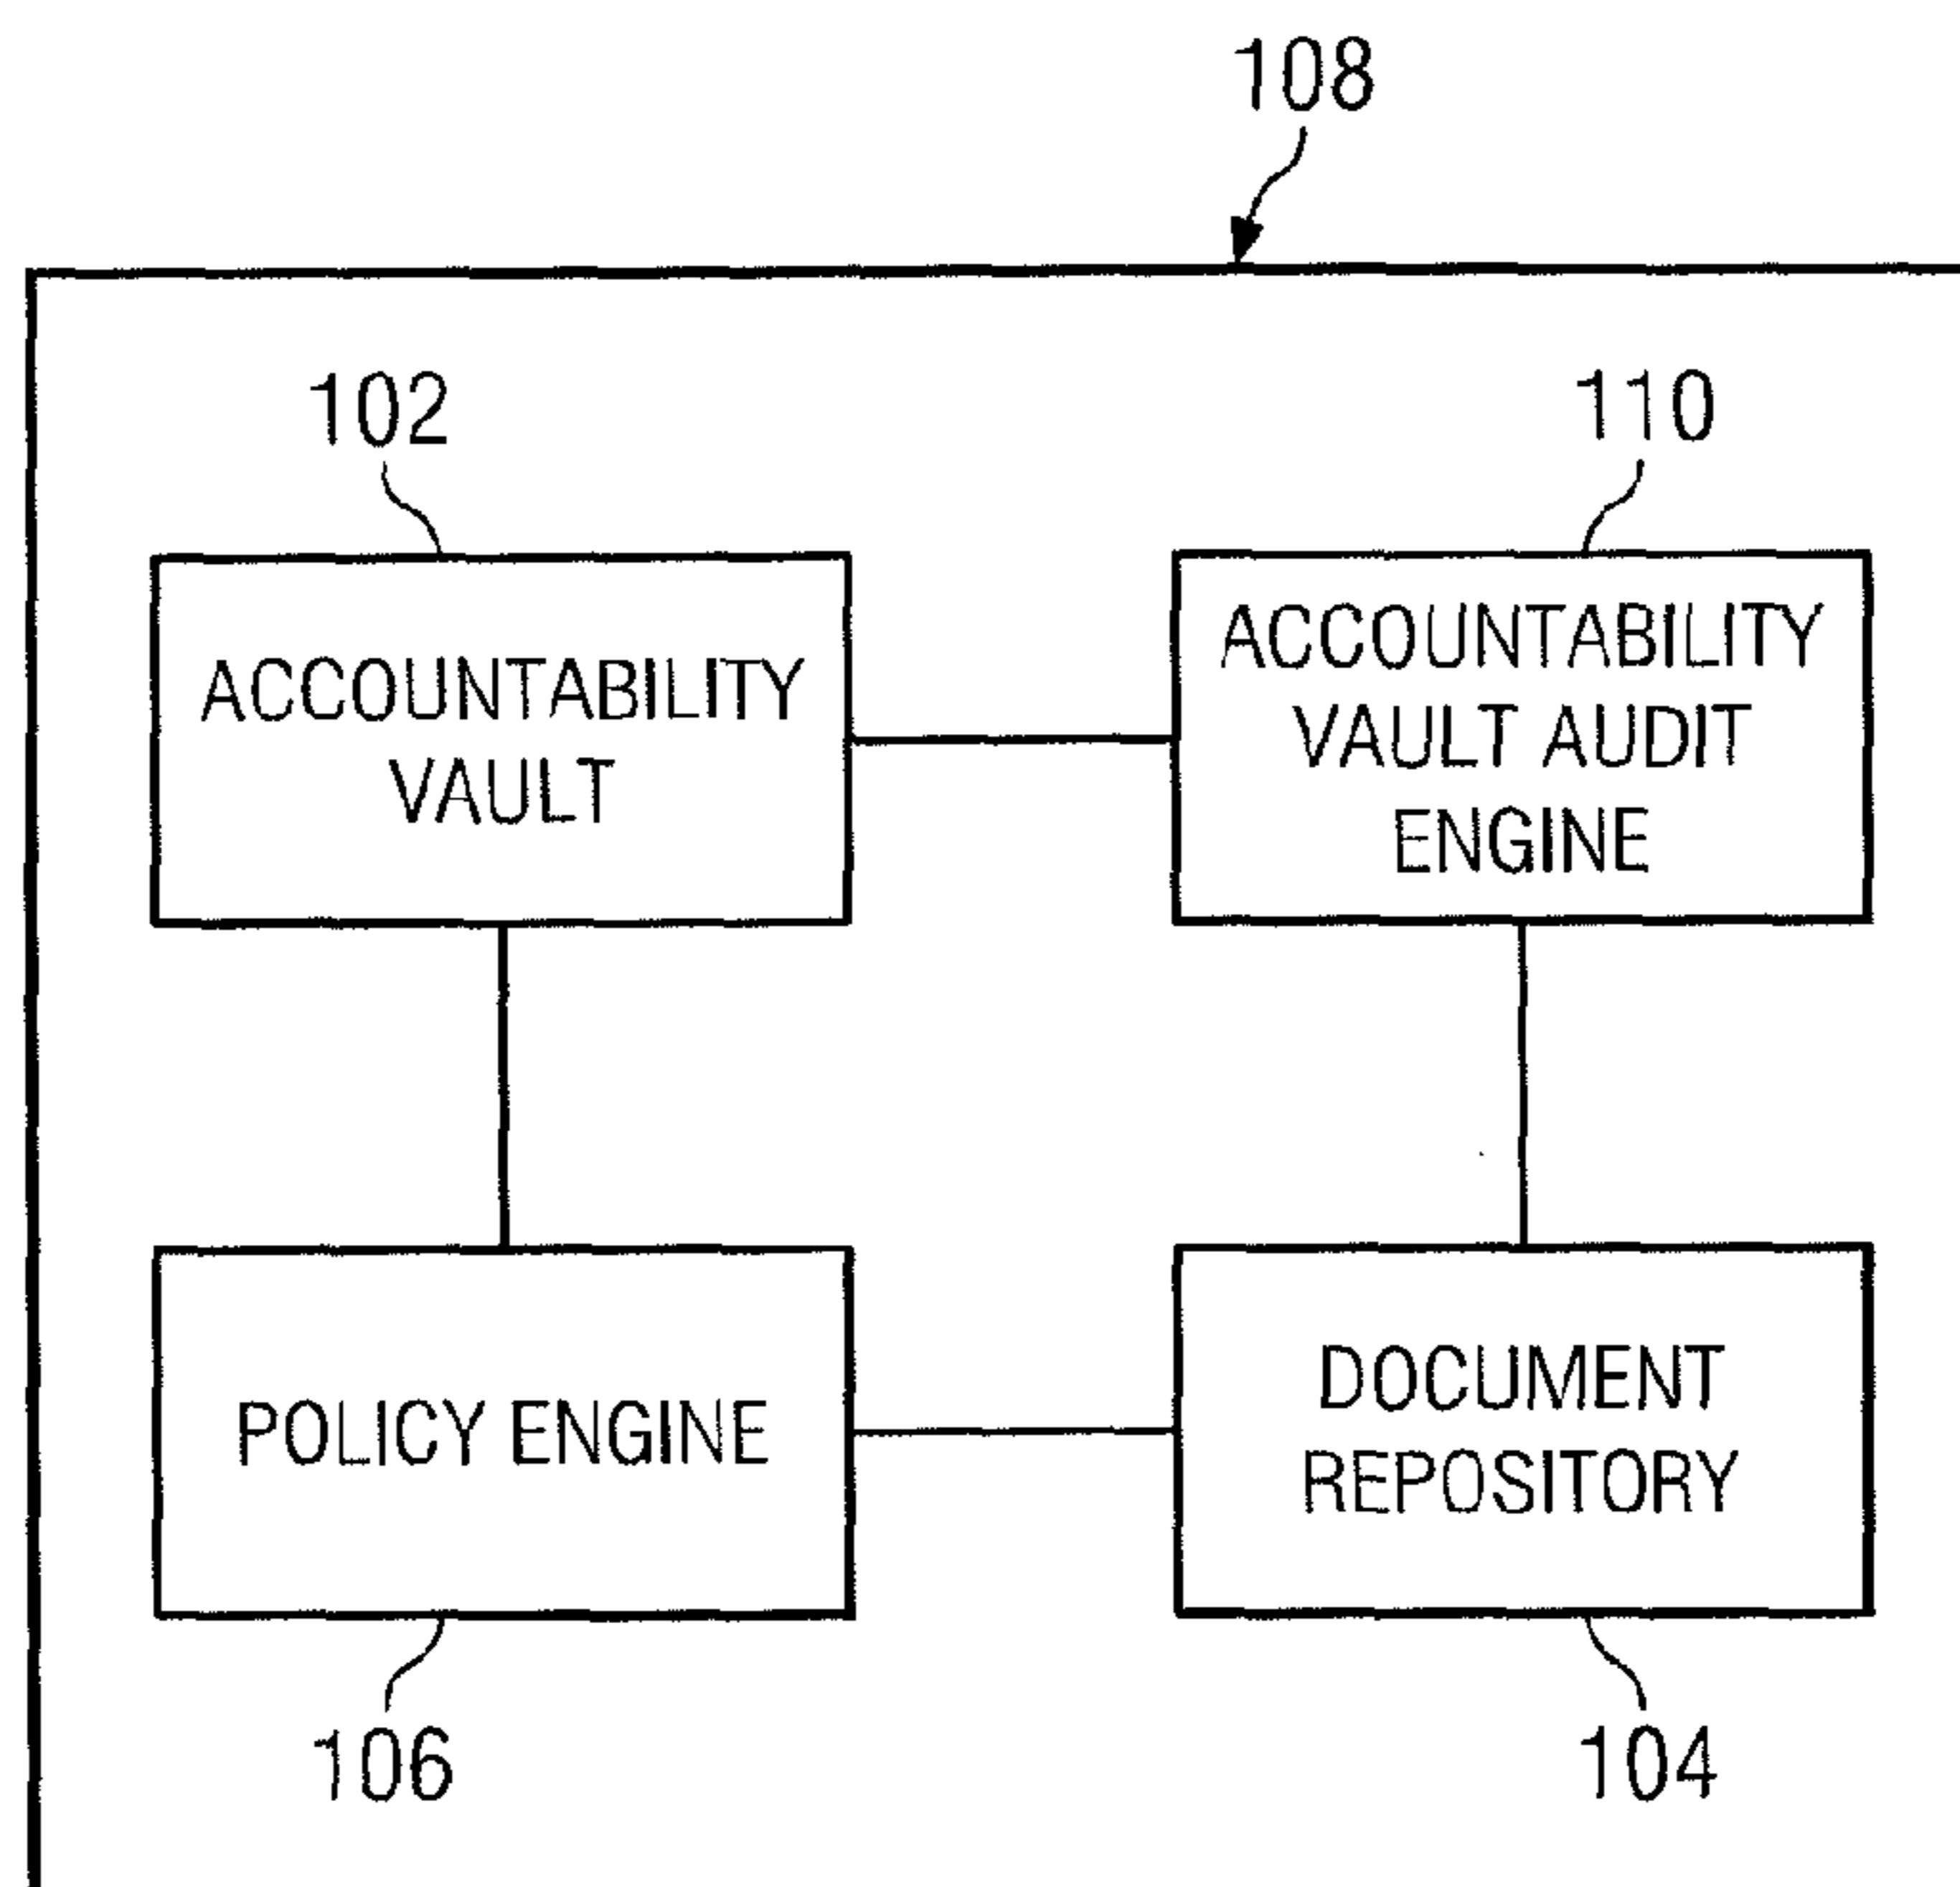 108
102
110
ACCOUNTABILITY
VAULT
ACCOUNTABILITY
VAULT AUDIT
ENGINE
POLICY ENGINE
DOCUMENT
REPOSITORY
106
104